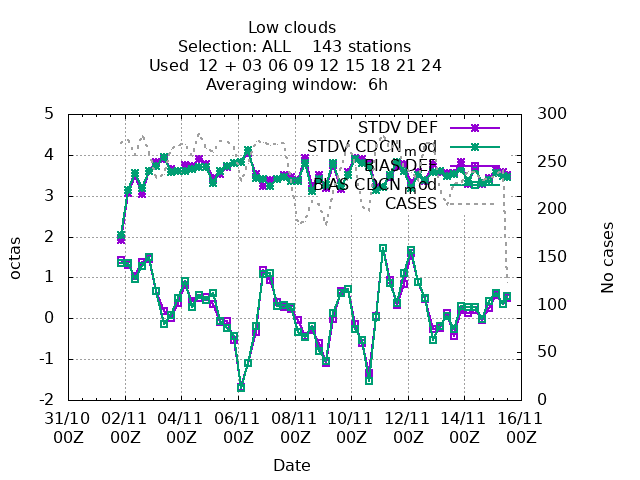 Low clouds
Selection: ALL    143 stations
Used  12 + 03 06 09 12 15 18 21 24
Averaging window:  6h
5
4
3
2
1
0
-1
-2
octas
300
250
200
150
100
50
0
No cases
STDV DEF
STDV CDCN_mod
BIAS DEF
BIAS CDCN_mod
CASES
31/10 02/11 04/11 06/11 08/11 10/11 12/11 14/11 16/11
00Z 00Z 00Z 00Z 00Z 00Z 00Z 00Z 00Z
Date